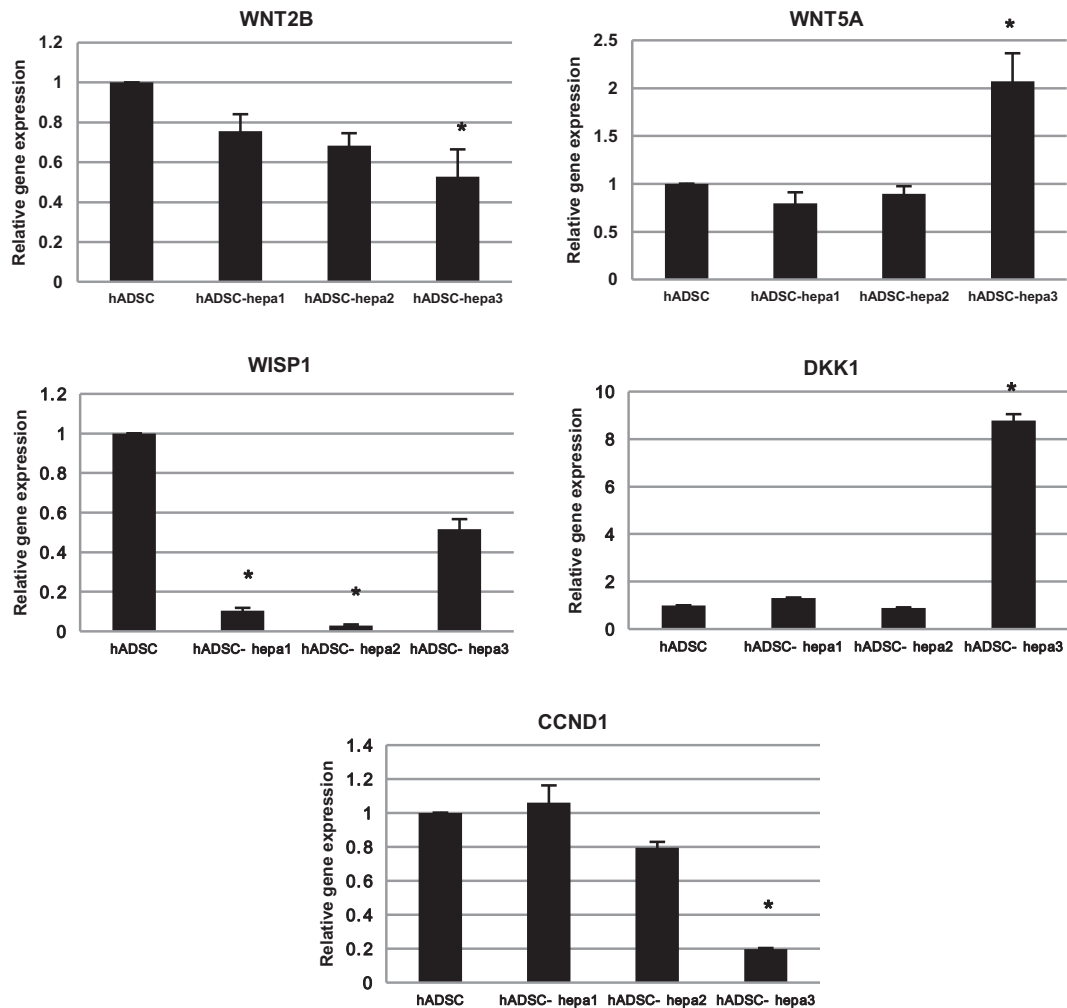 WNT2B
Relative gene expression
1.2
1
0.8
0.6
0.4
0.2
0
*
hADSC hADSC-hepa1 hADSC-hepa2 hADSC-hepa3
WNT5A
Relative gene expression
2.5
2
1.5
1
0.5
0
*
hADSC hADSC-hepa1 hADSC-hepa2 hADSC-hepa3
WISP1
Relative gene expression
1.2
1
0.8
0.6
0.4
0.2
0
* *
hADSC hADSC- hepa1 hADSC- hepa2 hADSC- hepa3
DKK1
Relative gene expression
10
8
6
4
2
0
*
hADSC hADSC- hepa1 hADSC- hepa2 hADSC- hepa3
CCND1
Relative gene expression
1.4
1.2
1
0.8
0.6
0.4
0.2
0
*
hADSC hADSC- hepa1 hADSC- hepa2 hADSC- hepa3